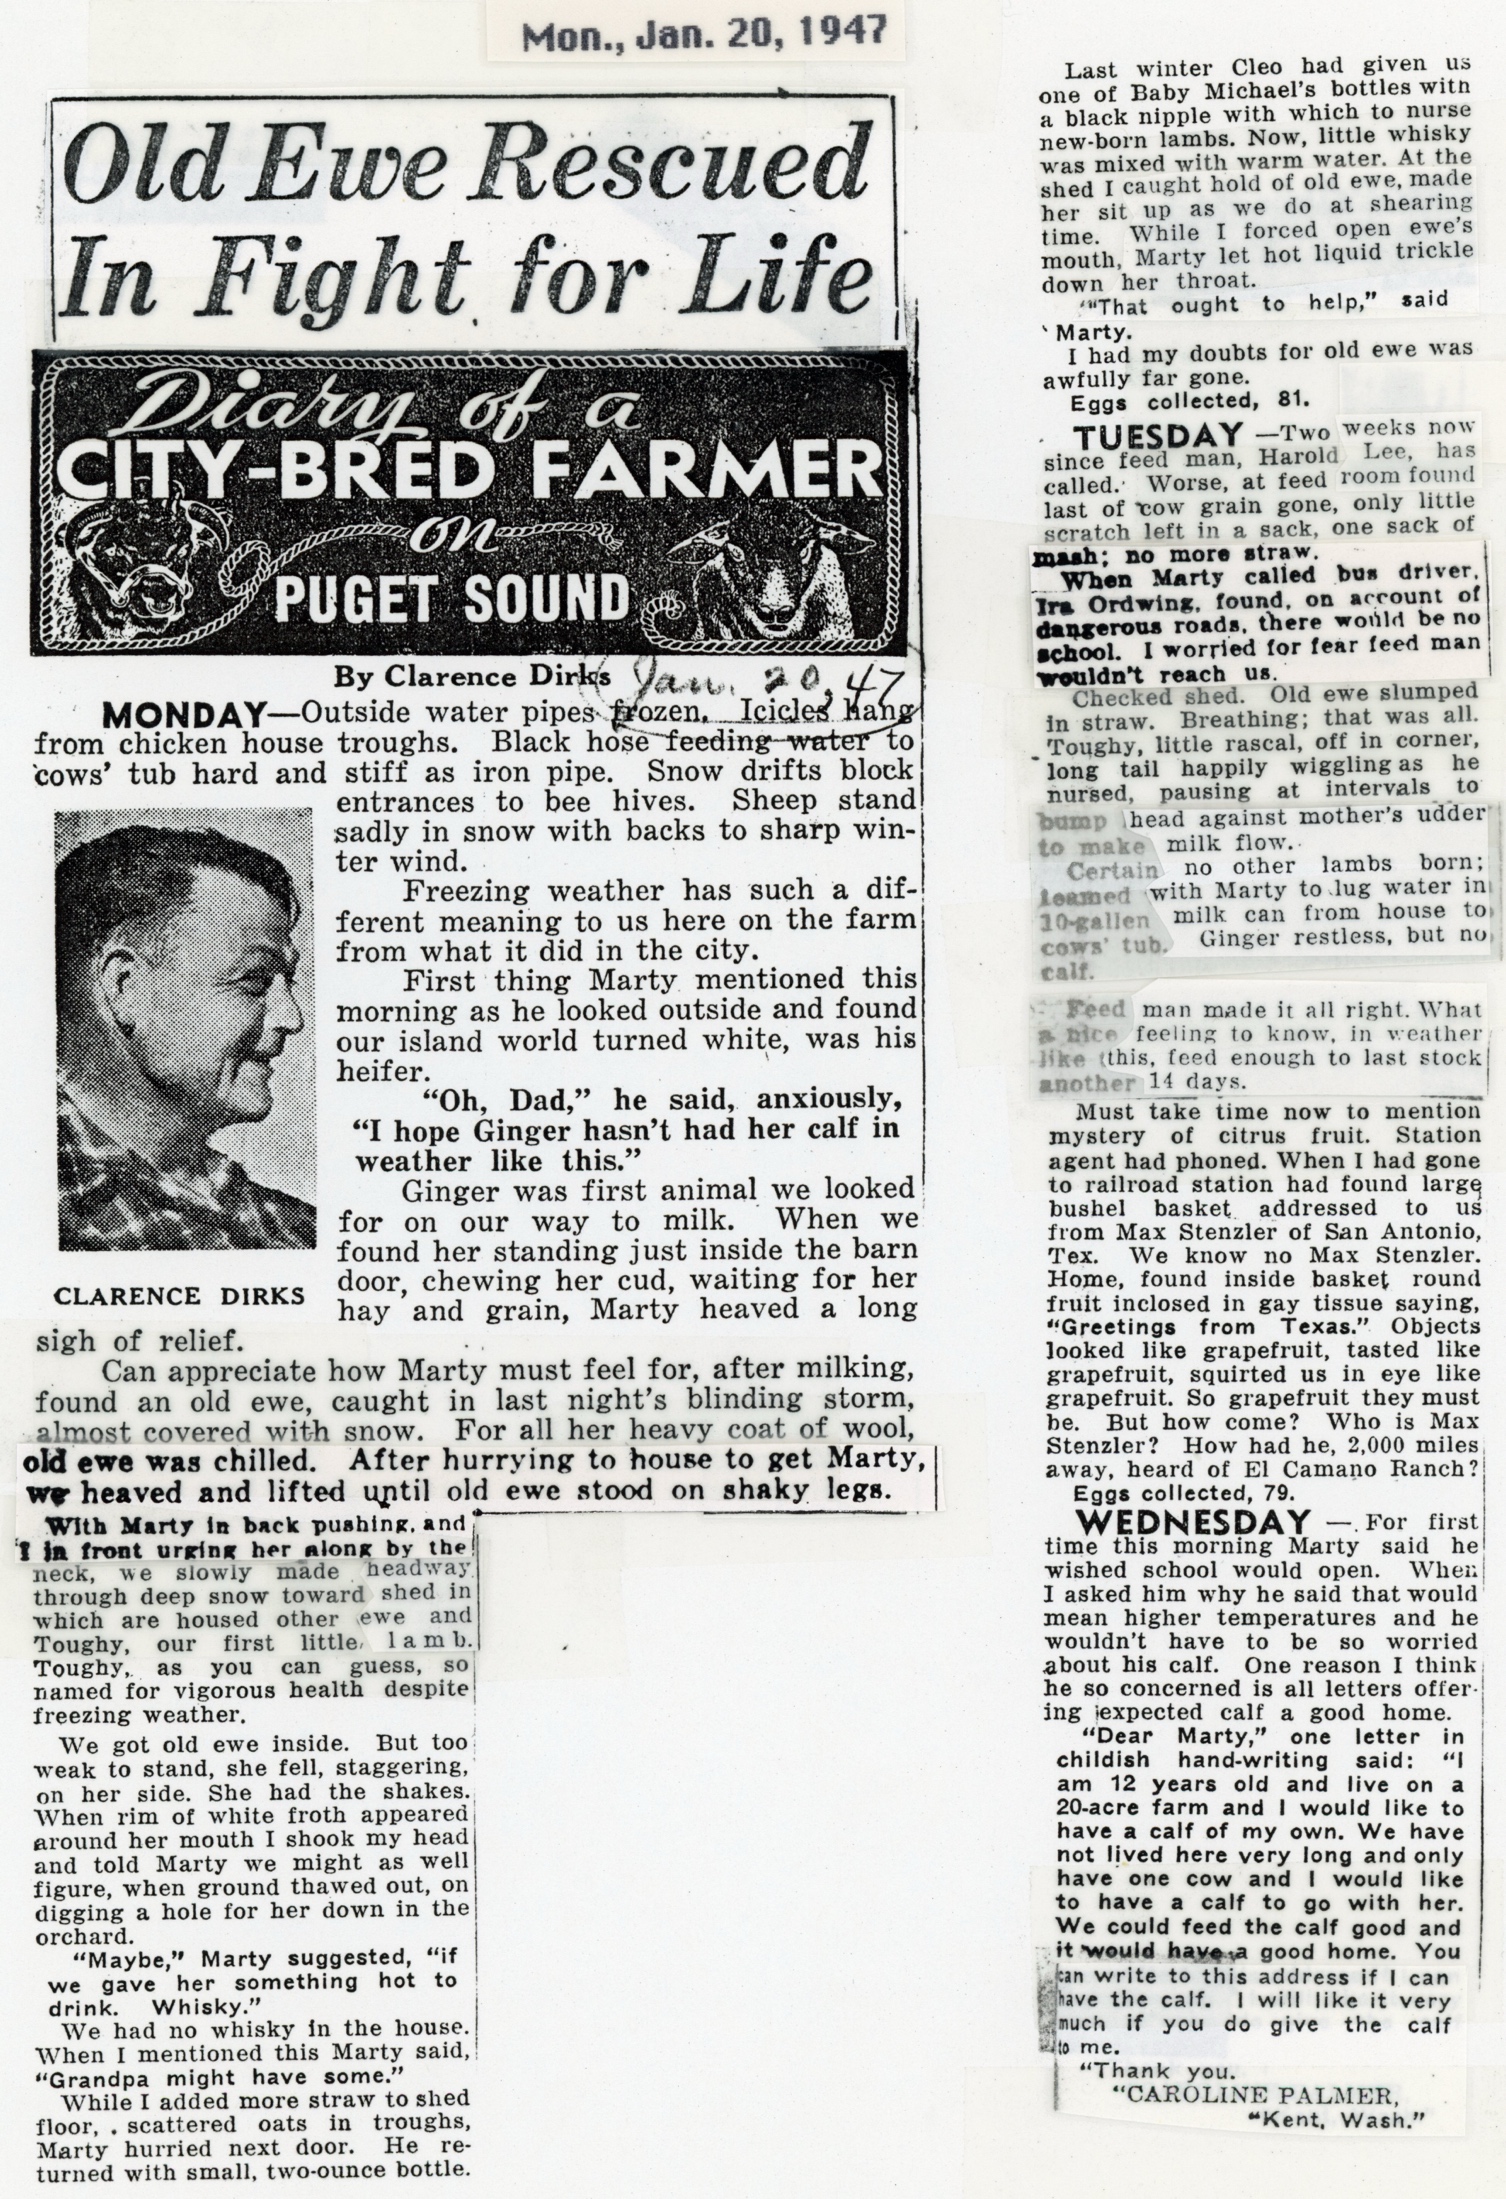 Mon., Jan. 20, 1947
Old Ewe Rescued
In Fight for Life
Diary of a
CITY-BRED FARMER
on
PUGET SOUND
By Clarence Dirks
Jan. 20, 47
MONDAY—Outside water pipes frozen. Icicles hang
from chicken house troughs. Black hose feeding water to
cows' tub hard and stiff as iron pipe. Snow drifts block
entrances to bee hives. Sheep stand
sadly in snow with backs to sharp win-
ter wind.
Freezing weather has such a dif-
ferent meaning to us here on the farm
from what it did in the city.
First thing Marty mentioned this
morning as he looked outside and found
our island world turned white, was his
heifer.
"Oh, Dad," he said, anxiously,
"I hope Ginger hasn't had her calf in
weather like this."
Ginger was first animal we looked
for on our way to milk. When we
found her standing just inside the barn
door, chewing her cud, waiting for her
hay and grain, Marty heaved a long
CLARENCE DIRKS
sigh of relief.
Can appreciate how Marty must feel for, after milking,
found an old ewe, caught in last night's blinding storm,
almost covered with snow. For all her heavy coat of wool,
old ewe was chilled. After hurrying to house to get Marty,
we heaved and lifted until old ewe stood on shaky legs.
With Marty in back pushing, and
I in front urging her along by the
neck, we slowly made headway
through deep snow toward shed in
which are housed other ewe and
Toughy, our first little lamb.
Toughy, as you can guess, so
named for vigorous health despite
freezing weather.
We got old ewe inside. But too
weak to stand, she fell, staggering,
on her side. She had the shakes.
When rim of white froth appeared
around her mouth I shook my head
and told Marty we might as well
figure, when ground thawed out, on
digging a hole for her down in the
orchard.
"Maybe," Marty suggested, "if
we gave her something hot to
drink. Whisky."
We had no whisky in the house.
When I mentioned this Marty said,
"Grandpa might have some."
While I added more straw to shed
floor, . scattered oats in troughs,
Marty hurried next door. He re-
turned with small, two-ounce bottle.
Last winter Cleo had given us
one of Baby Michael's bottles with
a black nipple with which to nurse
new-born lambs. Now, little whisky
was mixed with warm water. At the
shed I caught hold of old ewe, made
her sit up as we do at shearing
time. While I forced open ewe's
mouth, Marty let hot liquid trickle
down her throat.
"That ought to help," said
Marty.
I had my doubts for old ewe was
awfully far gone.
Eggs collected, 81.
TUESDAY—Two weeks now
since feed man, Harold Lee, has
called. Worse, at feed room found
last of cow grain gone, only little
scratch left in a sack, one sack of
mash; no more straw.
When Marty called bus driver,
Ira Ordwing, found, on account of
dangerous roads, there would be no
school. I worried for fear feed man
wouldn't reach us.
Checked shed. Old ewe slumped
in straw. Breathing; that was all.
Toughy, little rascal, off in corner,
long tail happily wiggling as he
nursed, pausing at intervals to
bump head against mother's udder
to make milk flow.
Certain no other lambs born;
teamed with Marty to lug water in
10-gallen milk can from house to
cows' tub. Ginger restless, but no
calf.
Feed man made it all right. What
a nice feeling to know, in weather
like this, feed enough to last stock
another 14 days.
Must take time now to mention
mystery of citrus fruit. Station
agent had phoned. When I had gone
to railroad station had found large
bushel basket addressed to us
from Max Stenzler of San Antonio,
Tex. We know no Max Stenzler.
Home, found inside basket round
fruit inclosed in gay tissue saying,
"Greetings from Texas." Objects
looked like grapefruit, tasted like
grapefruit, squirted us in eye like
grapefruit. So grapefruit they must
be. But how come? Who is Max
Stenzler? How had he, 2,000 miles
away, heard of El Camano Ranch?
Eggs collected, 79.
WEDNESDAY — For first
time this morning Marty said he
wished school would open. When
I asked him why he said that would
mean higher temperatures and he
wouldn't have to be so worried
about his calf. One reason I think
he so concerned is all letters offer-
ing expected calf a good home.
"Dear Marty," one letter in
childish hand-writing said: "I
am 12 years old and live on a
20-acre farm and I would like to
have a calf of my own. We have
not lived here very long and only
have one cow and I would like
to have a calf to go with her.
We could feed the calf good and
it would have a good home. You
can write to this address if I can
have the calf. I will like it very
much if you do give the calf
to me.
"Thank you.
"CAROLINE PALMER,
"Kent, Wash."